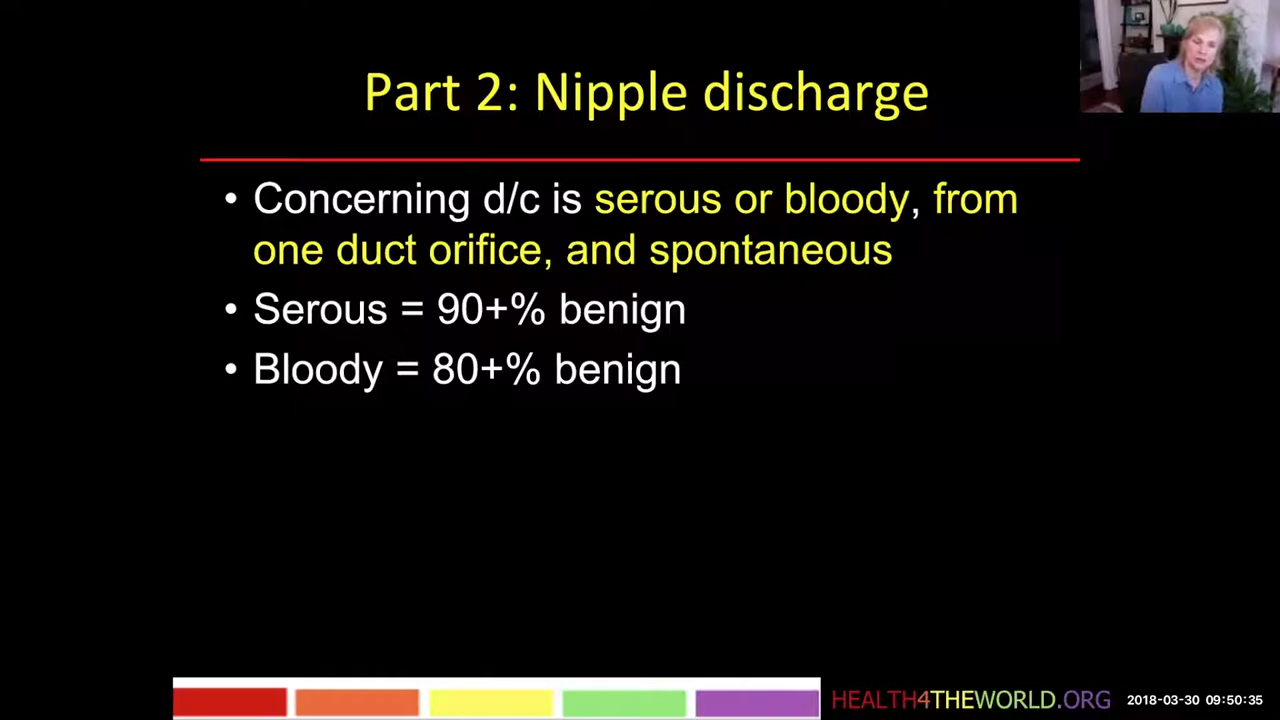 Part 2: Nipple discharge
• Concerning d/c is serous or bloody, from
one duct orifice, and spontaneous
• Serous = 90+% benign
• Bloody = 80+% benign
HEALTH4THEWORLD.ORG
2018-03-30 09:50:35